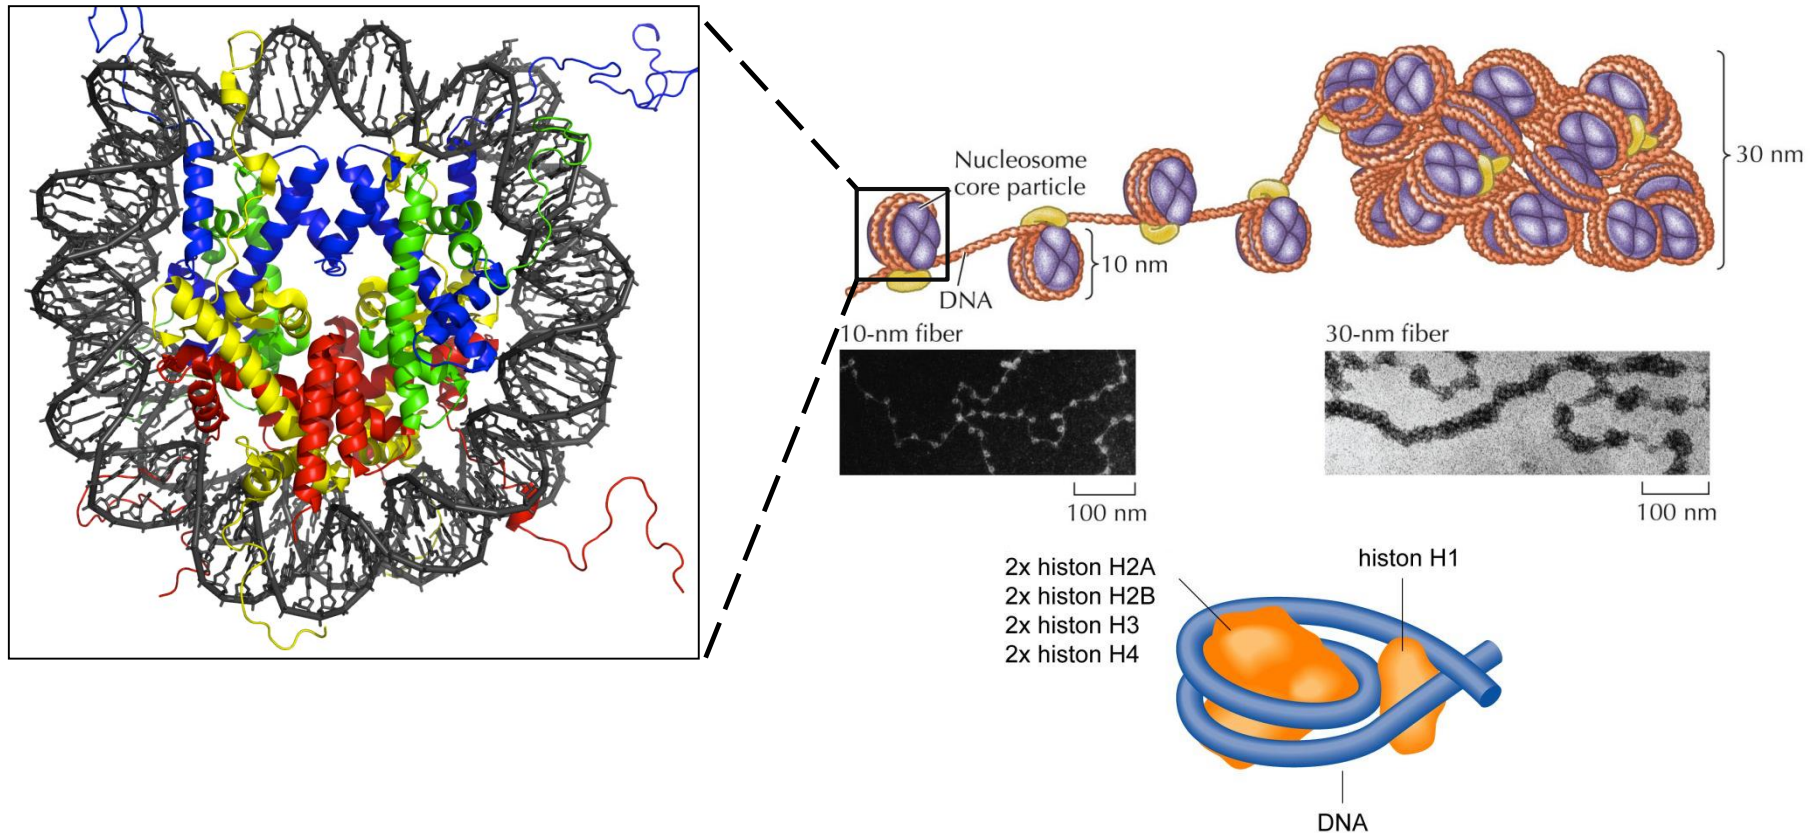 Nucleosome
core particle
30 nm
10 nm
DNA
10-nm fiber
30-nm fiber
100 nm
100 nm
2x histon H2A
2x histon H2B
2x histon H3
2x histon H4
histon H1
DNA